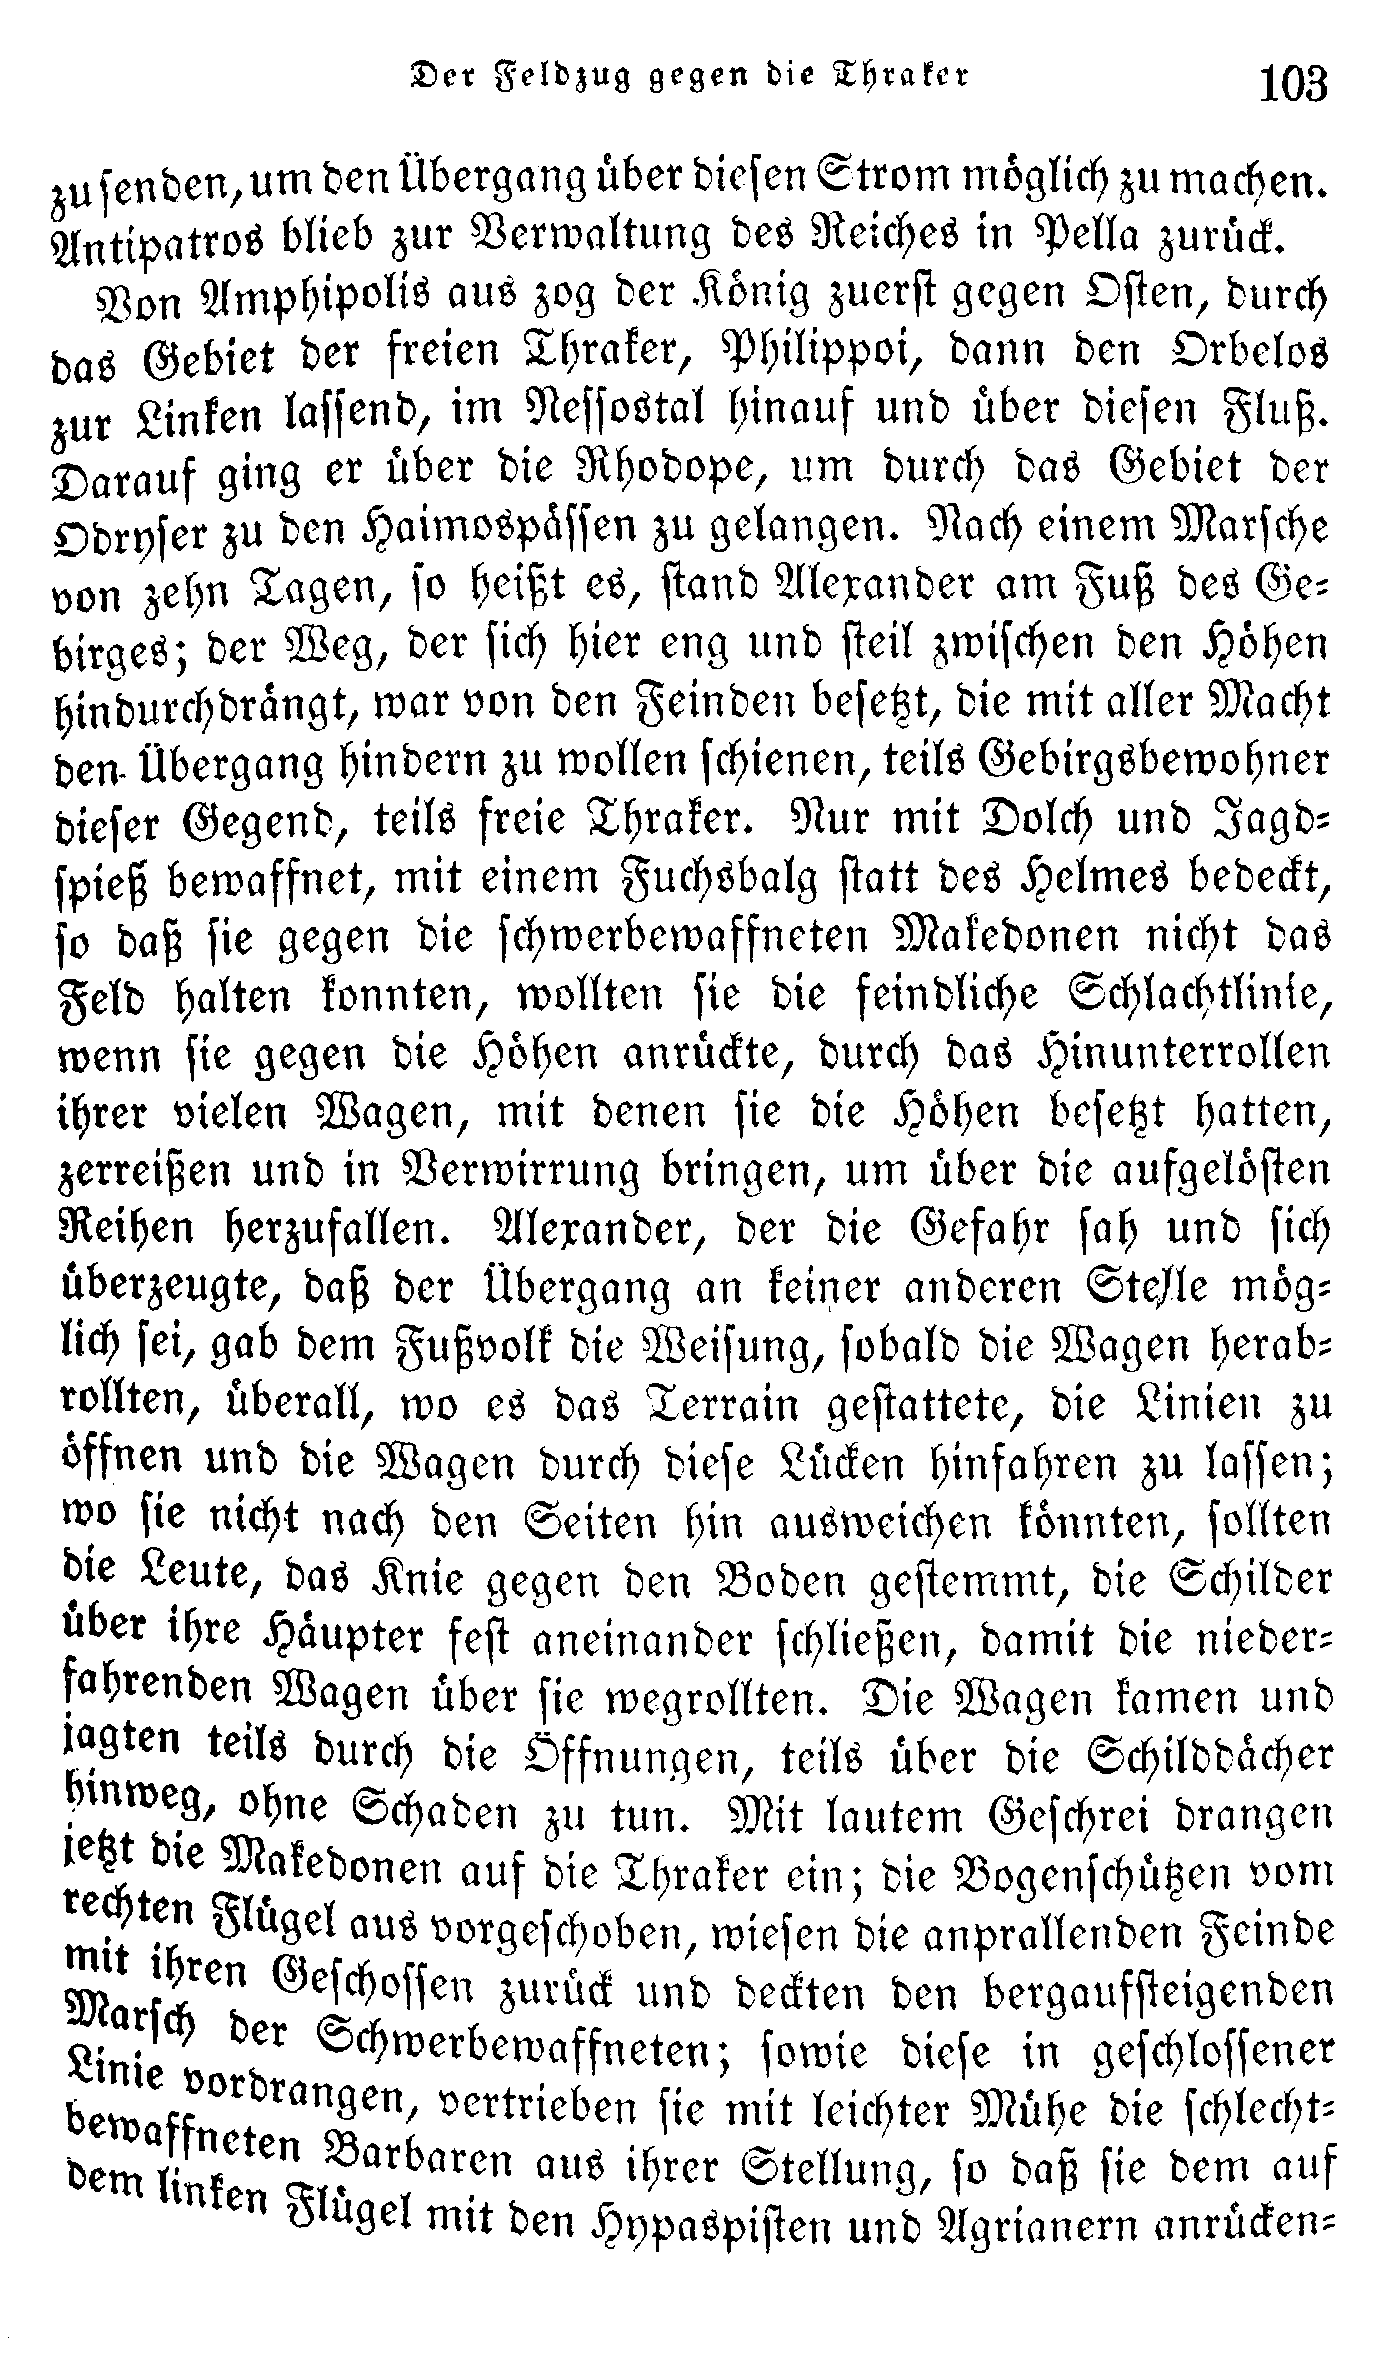 Der Feldzug gegen die Thraker 103
zu senden, um den Übergang über diesen Strom möglich zu machen.
Antipatros blieb zur Verwaltung des Reiches in Pella zurück.
Von Amphipolis aus zog der König zuerst gegen Osten, durch
das Gebiet der freien Thraker, Philippoi, dann den Orbelos
zur Linken lassend, im Nessostal hinauf und über diesen Fluß.
Darauf ging er über die Rhodope, um durch das Gebiet der
Odryser zu den Haimospässen zu gelangen. Nach einem Marsche
von zehn Tagen, so heißt es, stand Alexander am Fuß des Ge-
birges; der Weg, der sich hier eng und steil zwischen den Höhen
hindurchdrängt, war von den Feinden besetzt, die mit aller Macht
den Übergang hindern zu wollen schienen, teils Gebirgsbewohner
dieser Gegend, teils freie Thraker. Nur mit Dolch und Jagd-
spieß bewaffnet, mit einem Fuchsbalg statt des Helmes bedeckt,
so daß sie gegen die schwerbewaffneten Makedonen nicht das
Feld halten konnten, wollten sie die feindliche Schlachtlinie,
wenn sie gegen die Höhen anrückte, durch das Hinunterrollen
ihrer vielen Wagen, mit denen sie die Höhen besetzt hatten,
zerreißen und in Verwirrung bringen, um über die aufgelösten
Reihen herzufallen. Alexander, der die Gefahr sah und sich
überzeugte, daß der Übergang an keiner anderen Stelle mög-
lich sei, gab dem Fußvolk die Weisung, sobald die Wagen herab-
rollten, überall, wo es das Terrain gestattete, die Linien zu
öffnen und die Wagen durch diese Lücken hinfahren zu lassen;
wo sie nicht nach den Seiten hin ausweichen könnten, sollten
die Leute, das Knie gegen den Boden gestemmt, die Schilder
über ihre Häupter fest aneinander schließen, damit die nieder-
fahrenden Wagen über sie wegrollten. Die Wagen kamen und
jagten teils durch die Öffnungen, teils über die Schilddächer
hinweg, ohne Schaden zu tun. Mit lautem Geschrei drangen
jetzt die Makedonen auf die Thraker ein; die Bogenschützen vom
rechten Flügel aus vorgeschoben, wiesen die anprallenden Feinde
mit ihren Geschossen zurück und deckten den bergaufsteigenden
Marsch der Schwerbewaffneten; sowie diese in geschlossener
Linie vordrangen, vertrieben sie mit leichter Mühe die schlecht-
bewaffneten Barbaren aus ihrer Stellung, so daß sie dem auf
dem linken Flügel mit den Hypaspisten und Agrianern anrücken-